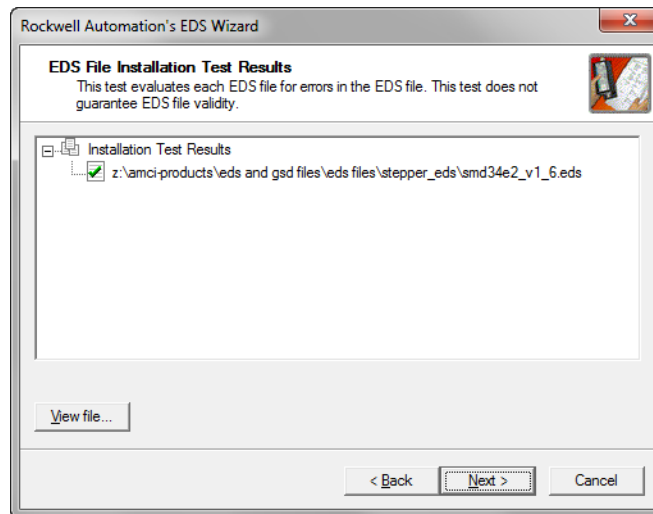 Rockwell Automation's EDS Wizard
EDS File Installation Test Results
This test evaluates each EDS file for errors in the EDS file. This test does not
guarantee EDS file validity.
Installation Test Results
z:\amci-products\eds and gsd files\eds files\stepper_eds\smd34e2_v1_6.eds
View file...
< Back
Next >
Cancel